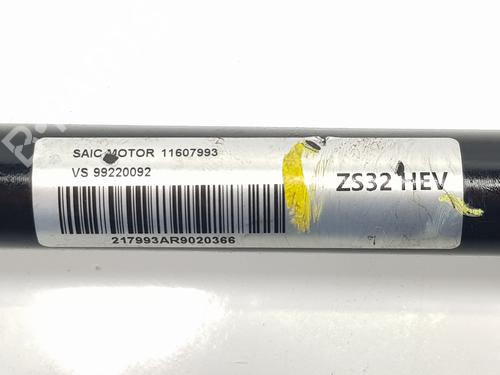 SAIC MOTOR 11607993
VS 99220092
217993AR9020366
ZS32 HEV